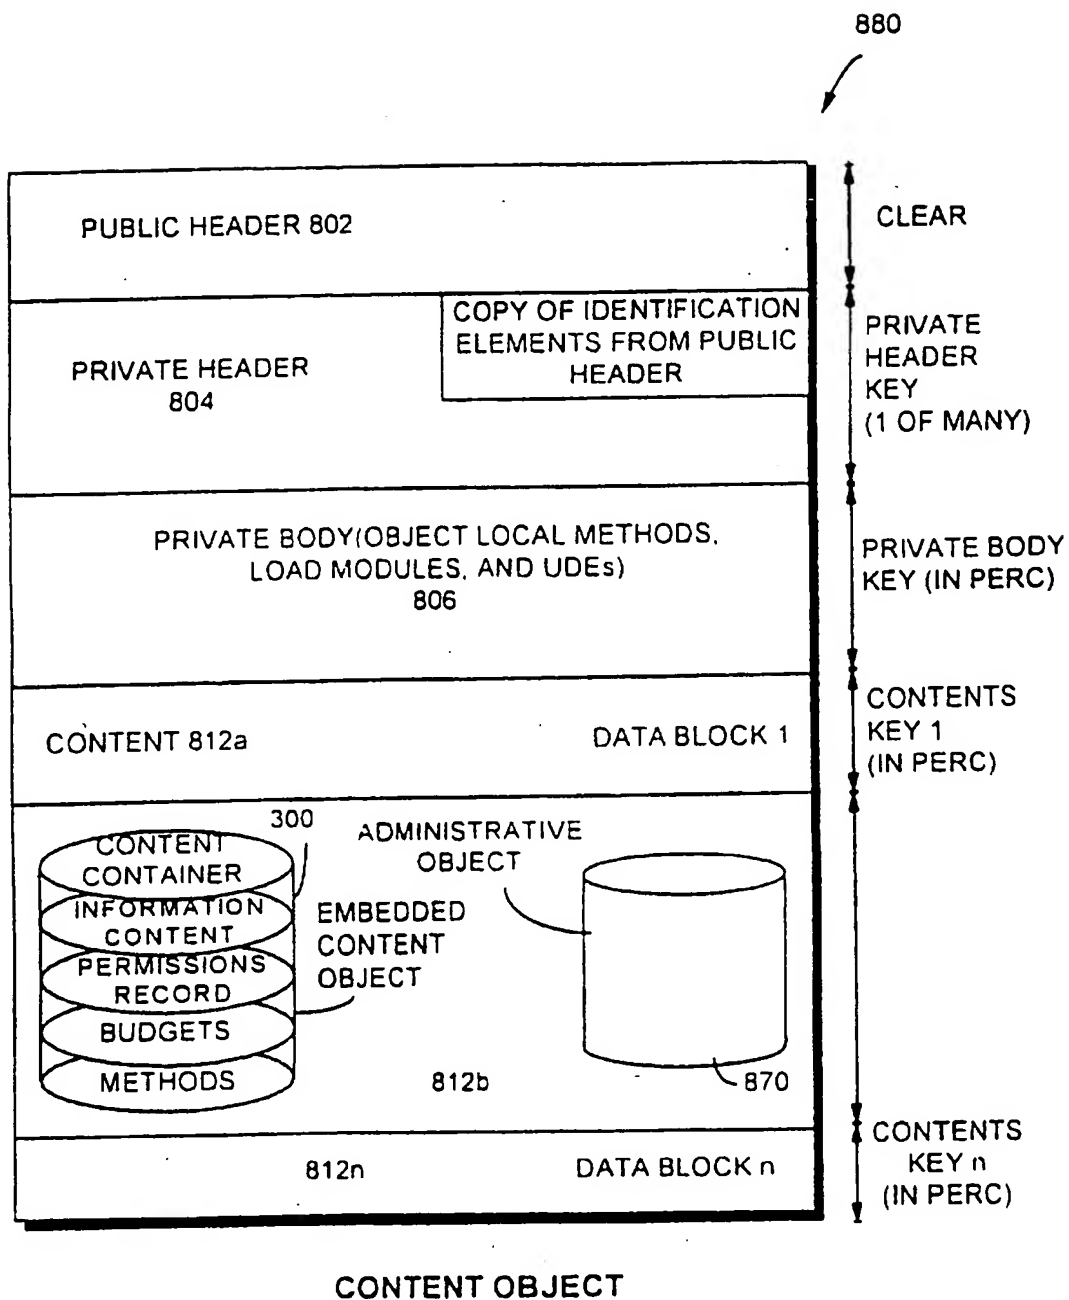 880
PUBLIC HEADER 802
CLEAR
PRIVATE HEADER
804
COPY OF IDENTIFICATION
ELEMENTS FROM PUBLIC
HEADER
PRIVATE
HEADER
KEY
(1 OF MANY)
PRIVATE BODY(OBJECT LOCAL METHODS,
LOAD MODULES, AND UDEs)
806
PRIVATE BODY
KEY (IN PERC)
CONTENT 812a
DATA BLOCK 1
CONTENTS
KEY 1
(IN PERC)
300
CONTENT
CONTAINER
INFORMATION
CONTENT
PERMISSIONS
RECORD
BUDGETS
METHODS
EMBEDDED
CONTENT
OBJECT
ADMINISTRATIVE
OBJECT
812b
870
812n
DATA BLOCK n
CONTENTS
KEY n
(IN PERC)
CONTENT OBJECT